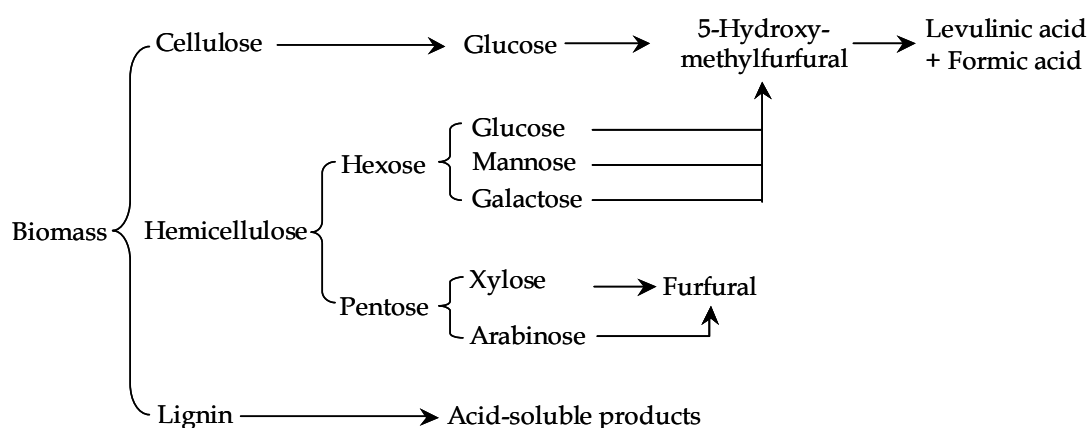 Cellulose
Glucose
5-Hydroxy-
methylfurfural
Levulinic acid
+ Formic acid
Biomass
Hemicellulose
Hexose
Glucose
Mannose
Galactose
Pentose
Xylose
Furfural
Arabinose
Lignin
Acid-soluble products